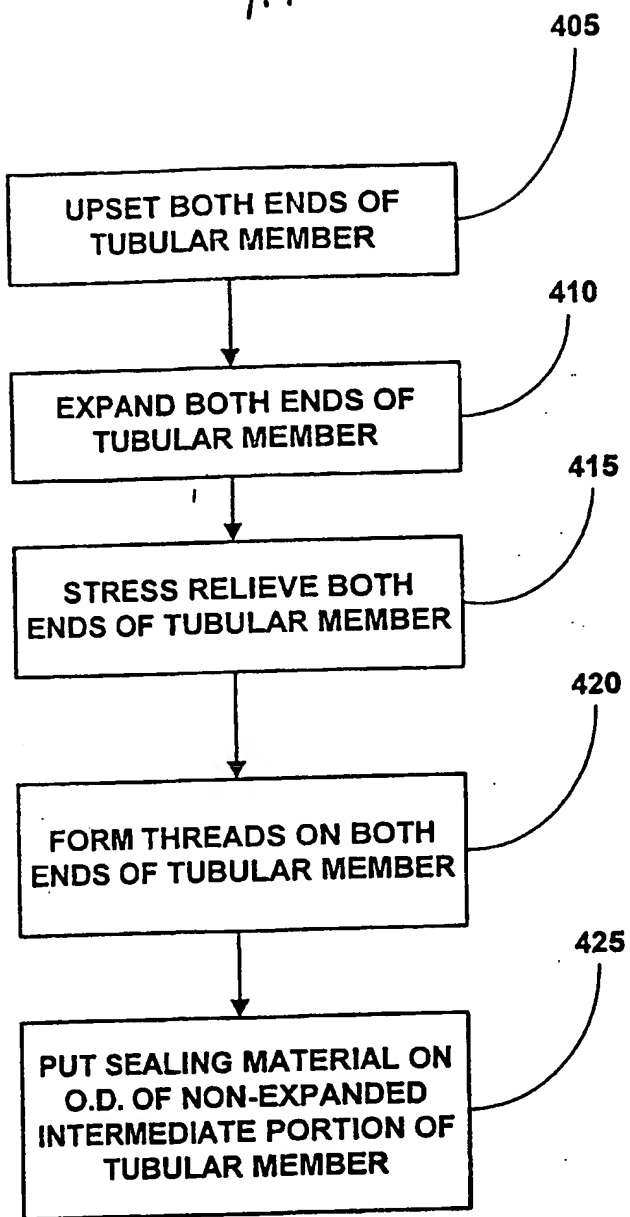 405
UPSET BOTH ENDS OF
TUBULAR MEMBER
410
EXPAND BOTH ENDS OF
TUBULAR MEMBER
415
STRESS RELIEVE BOTH
ENDS OF TUBULAR MEMBER
420
FORM THREADS ON BOTH
ENDS OF TUBULAR MEMBER
425
PUT SEALING MATERIAL ON
O.D. OF NON-EXPANDED
INTERMEDIATE PORTION OF
TUBULAR MEMBER